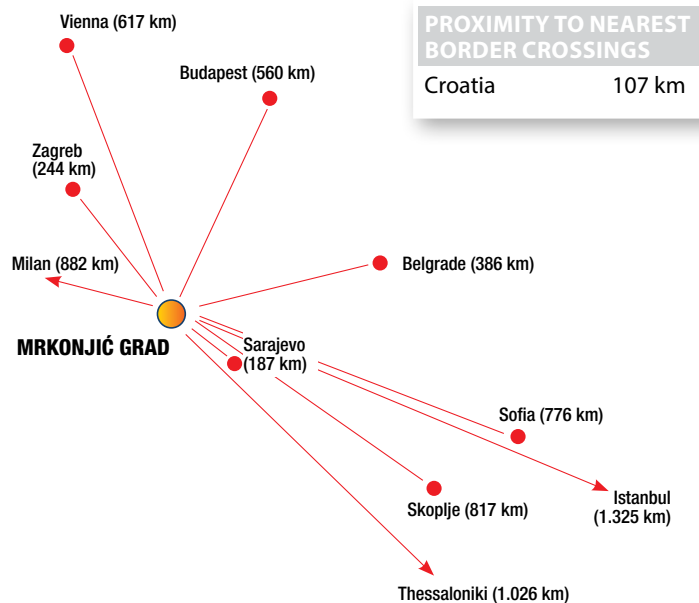 Vienna (617 km)
PROXIMITY TO NEAREST
BORDER CROSSINGS
Croatia 107 km
Budapest (560 km)
Zagreb
(244 km)
Milan (882 km)
Belgrade (386 km)
MRKONJIĆ GRAD
Sarajevo
(187 km)
Sofia (776 km)
Skoplje (817 km)
Istanbul
(1.325 km)
Thessaloniki (1.026 km)